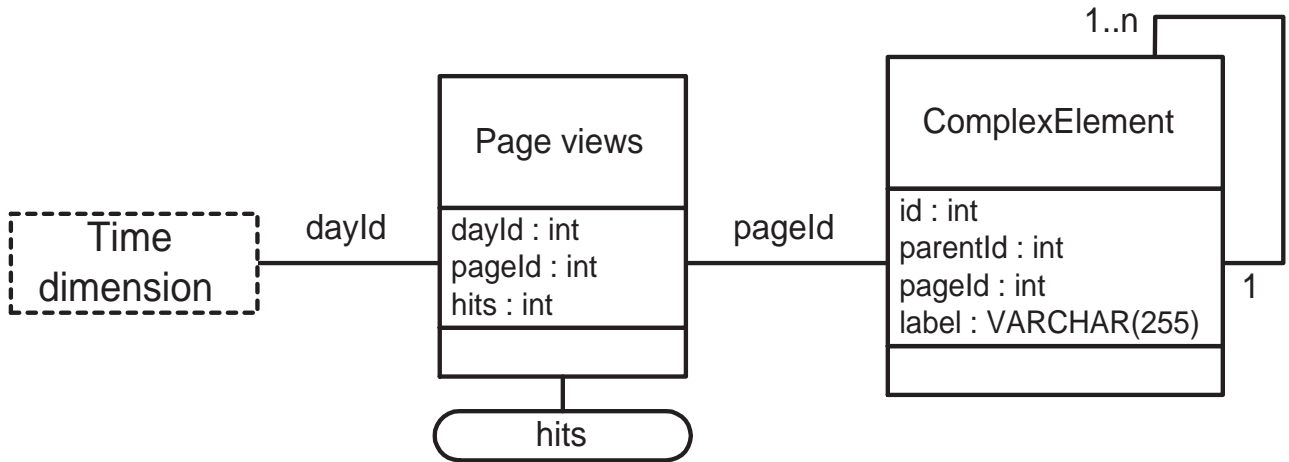 1..n
Page views
ComplexElement
Time
dimension
dayId
dayId : int
pageId : int
hits : int
pageId
id : int
parentId : int
pageId : int
label : VARCHAR(255)
1
hits